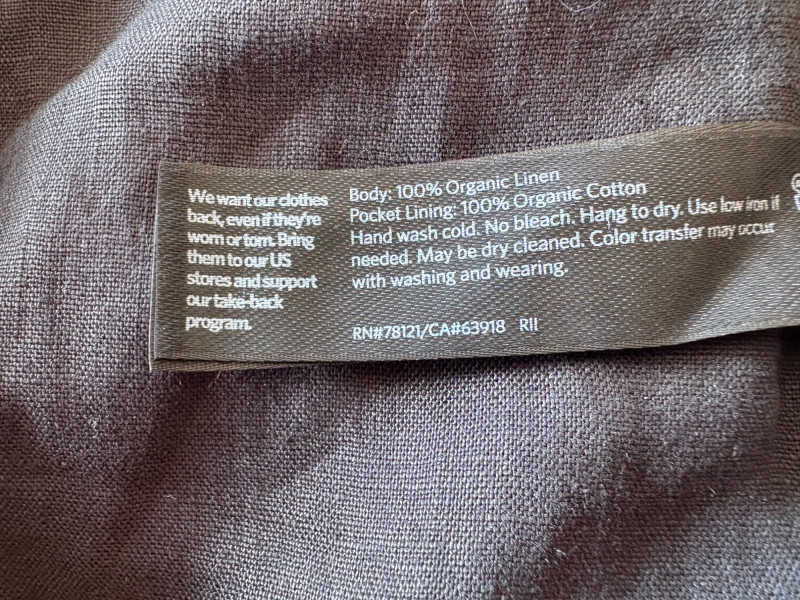 We want our clothes
back, even if they're
worn or torn. Bring
them to our US
stores and support
our take-back
program.
Body: 100% Organic Linen
Pocket Lining: 100% Organic Cotton
Hand wash cold. No bleach. Hang to dry. Use low iron if
needed. May be dry cleaned. Color transfer may occur
with washing and wearing.
RN#78121/CA#63918 RII